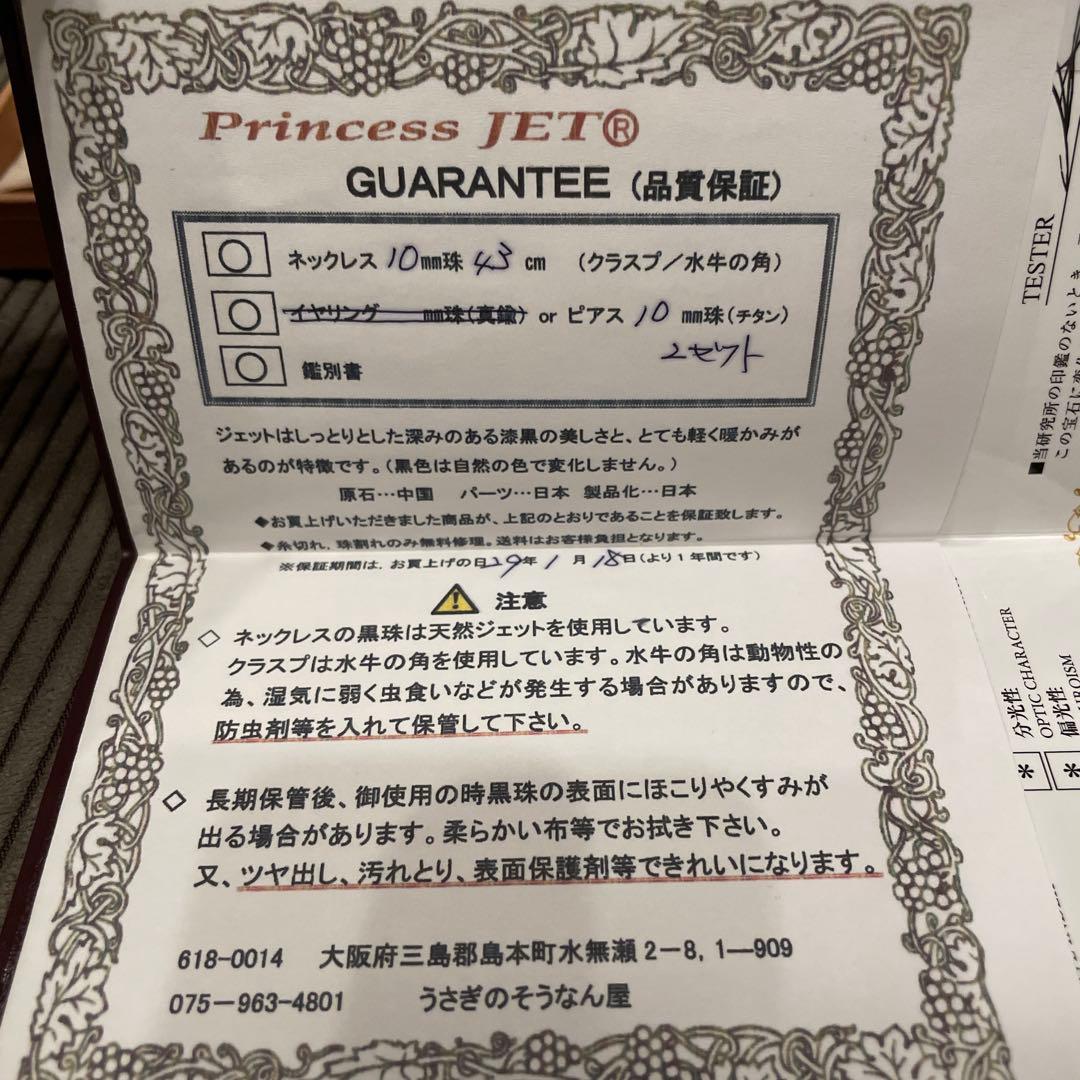 Princess JET®
GUARANTEE (品質保証)
○ ネックレス 10mm珠 43 cm (クラスプ/水牛の角)
○ イヤリング mm珠(真鍮) or ピアス 10 mm珠(チタン)
2セット
○ 鑑別書
ジェットはしっとりとした深みのある漆黒の美しさと、とても軽く暖かみが
あるのが特徴です。(黒色は自然の色で変化しません。)
原石…中国 パーツ…日本 製品化…日本
◆お買上げいただきました商品が、上記のとおりであることを保証致します。
◆糸切れ、珠割れのみ無料修理。送料はお客様負担となります。
※保証期間は、お買上げの日29年1月18日(より1年間です)
注意
◇ ネックレスの黒珠は天然ジェットを使用しています。
クラスプは水牛の角を使用しています。水牛の角は動物性の
為、湿気に弱く虫食いなどが発生する場合がありますので、
防虫剤等を入れて保管して下さい。
◇ 長期保管後、御使用の時黒珠の表面にほこりやくすみが
出る場合があります。柔らかい布等でお拭き下さい。
又、ツヤ出し、汚れとり、表面保護剤等できれいになります。
618-0014 大阪府三島郡島本町水無瀬2-8,1-909
075-963-4801 うさぎのそうなん屋
TESTER
■当研究所の印鑑のないとき
この宝石に変
分光性
OPTIC CHARACTER
偏光性
*
*